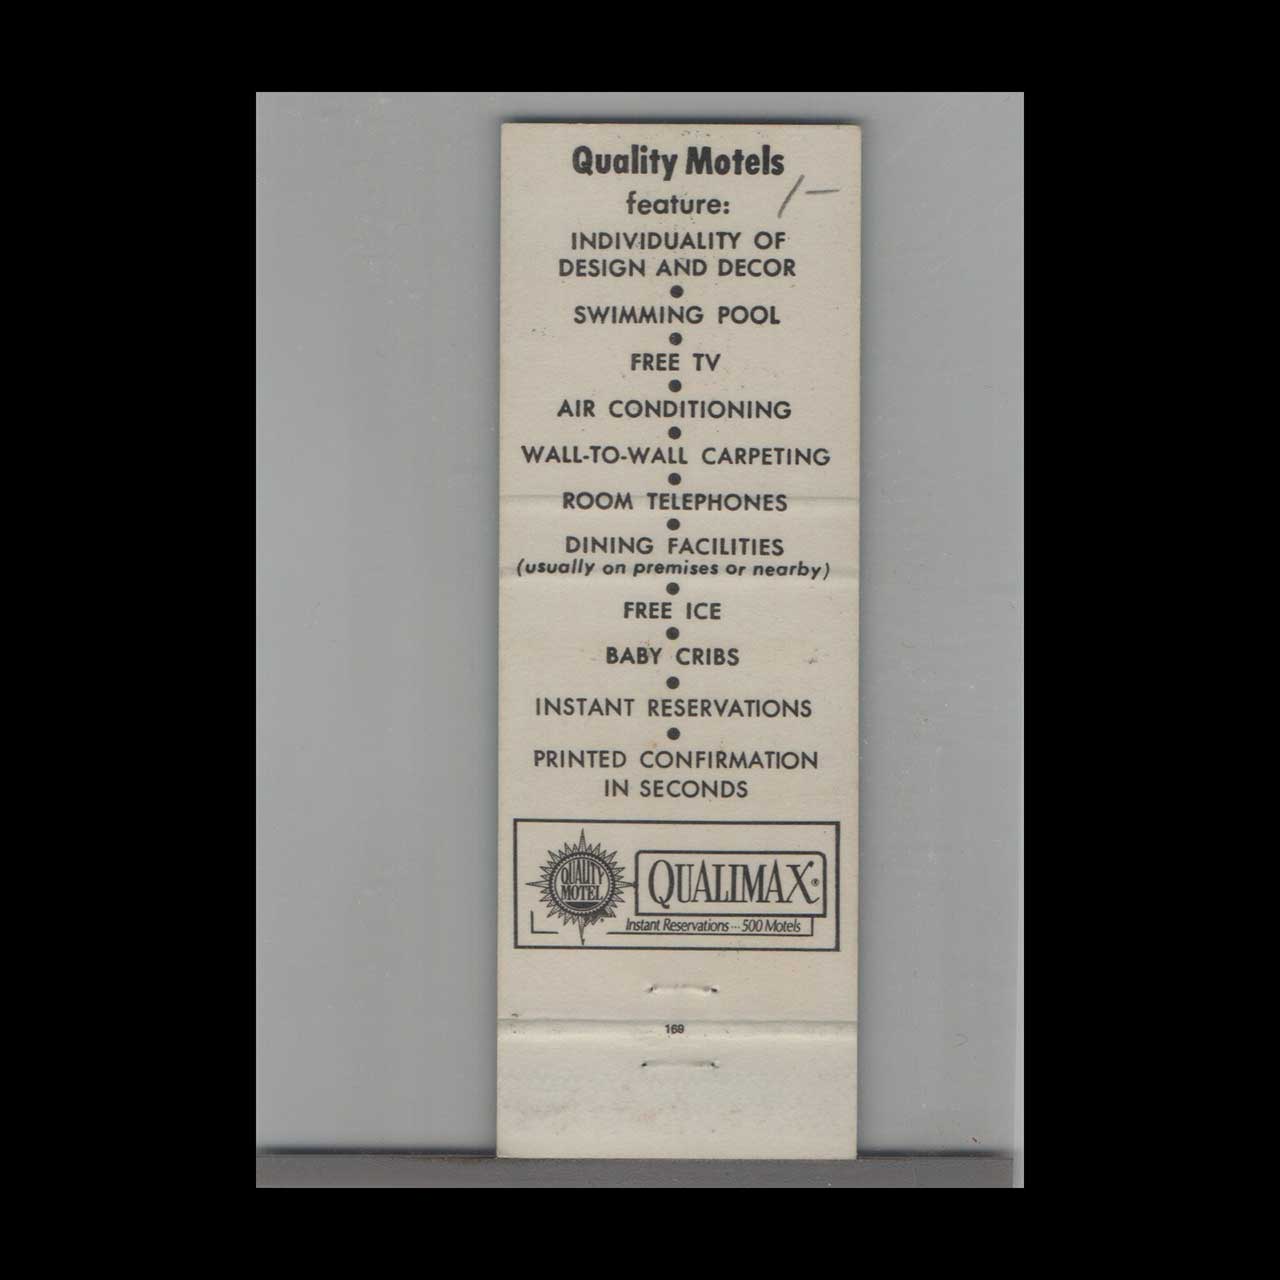 Quality Motels
/-
feature:
INDIVIDUALITY OF
DESIGN AND DECOR
•
SWIMMING POOL
•
FREE TV
•
AIR CONDITIONING
•
WALL-TO-WALL CARPETING
•
ROOM TELEPHONES
•
DINING FACILITIES
(usually on premises or nearby)
•
FREE ICE
•
BABY CRIBS
•
INSTANT RESERVATIONS
•
PRINTED CONFIRMATION
IN SECONDS
QUALITY
MOTEL
QUALIMAX®
Instant Reservations --- 500 Motels
169